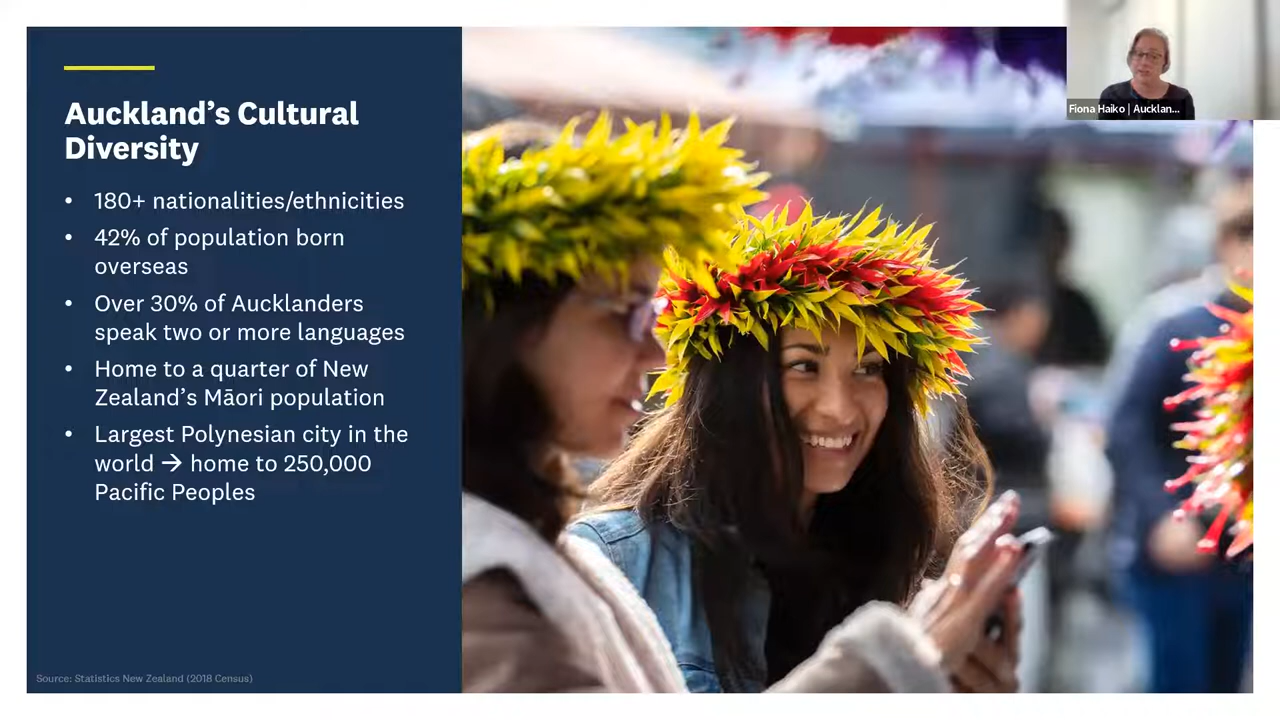 Auckland’s Cultural
Diversity
• 180+ nationalities/ethnicities
• 42% of population born
overseas
• Over 30% of Aucklanders
speak two or more languages
• Home to a quarter of New
Zealand’s Māori population
• Largest Polynesian city in the
world → home to 250,000
Pacific Peoples
Source: Statistics New Zealand (2018 Census)
Fiona Haiko | Aucklan...